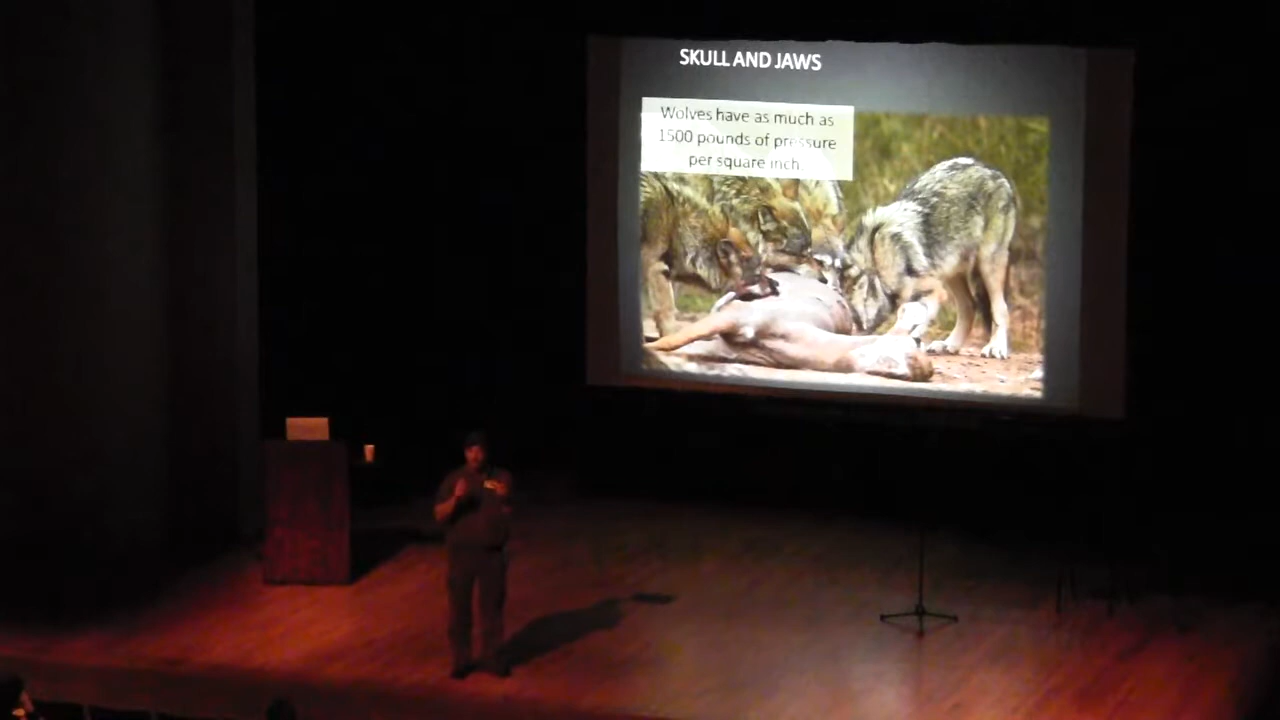 SKULL AND JAWS
Wolves have as much as
1500 pounds of pressure
per square inch.